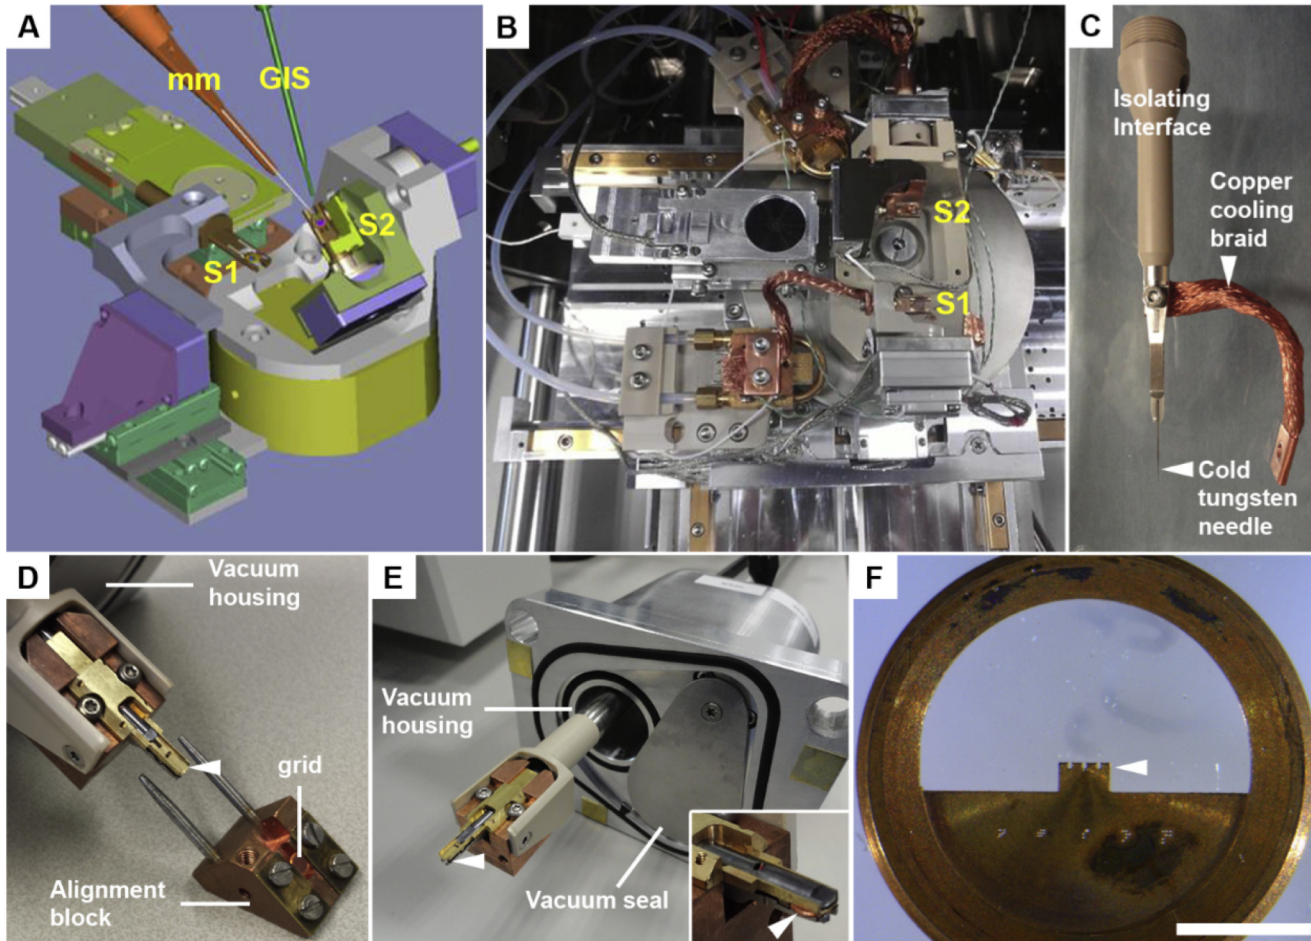 A
mm
GIS
S1
S2
B
S2
S1
C
Isolating
Interface
Copper
cooling
braid
Cold
tungsten
needle
D
Vacuum
housing
grid
Alignment
block
E
Vacuum
housing
Vacuum seal
F